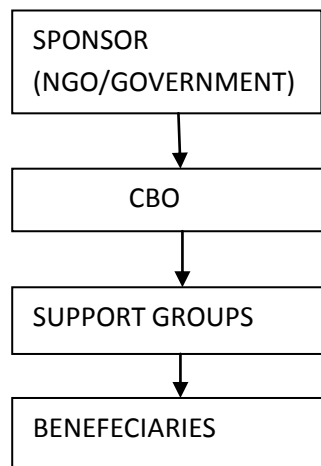 SPONSOR
(NGO/GOVERNMENT)
CBO
SUPPORT GROUPS
BENEFECIARIES